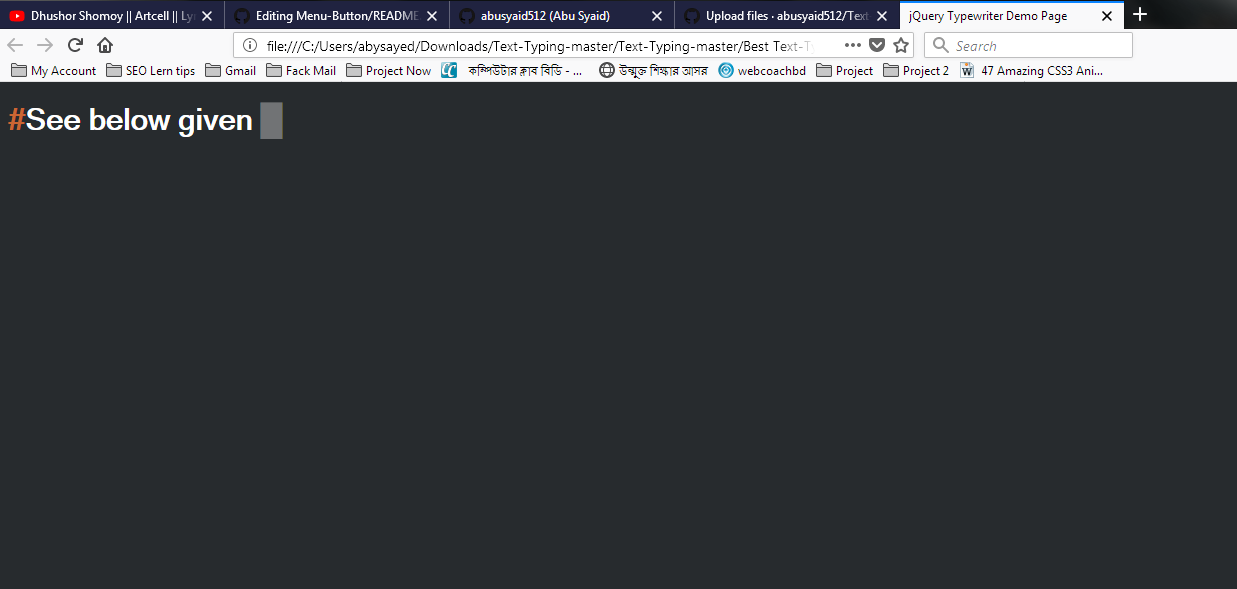 Dhushor Shomoy || Artcell || Ly
Editing Menu-Button/README.
abusyaid512 (Abu Syaid)
Upload files · abusyaid512/Text
jQuery Typewriter Demo Page
file:///C:/Users/abysayed/Downloads/Text-Typing-master/Text-Typing-master/Best Text-T
Search
My Account
SEO Lern tips
Gmail
Fack Mail
Project Now
কম্পিউটার ক্লাব বিডি - ...
উন্মুক্ত শিক্ষার আসর
webcoachbd
Project
Project 2
47 Amazing CSS3 Ani...
#See below given